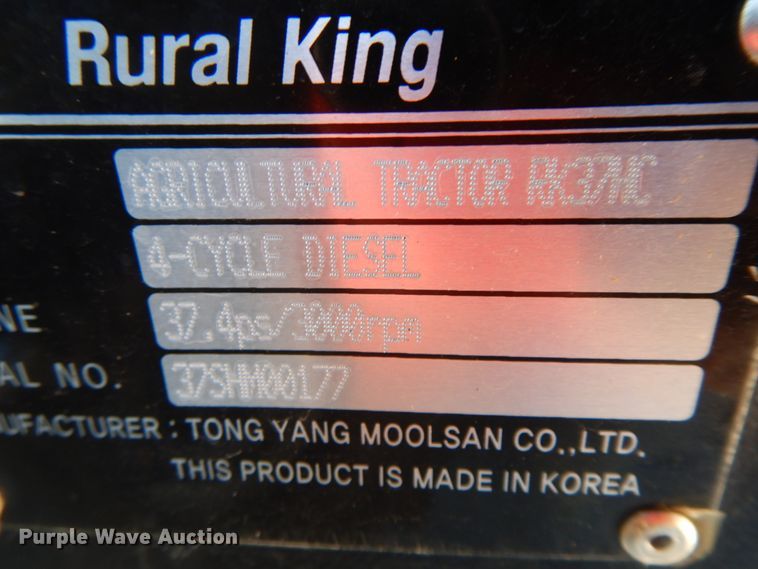 Rural King
AGRICULTURAL TRACTOR RK37HC
4-CYCLE DIESEL
NE 37.4ps/3000rpm
AL NO. 37SHM00177
UFACTURER : TONG YANG MOOLSAN CO.,LTD.
THIS PRODUCT IS MADE IN KOREA
Purple Wave Auction